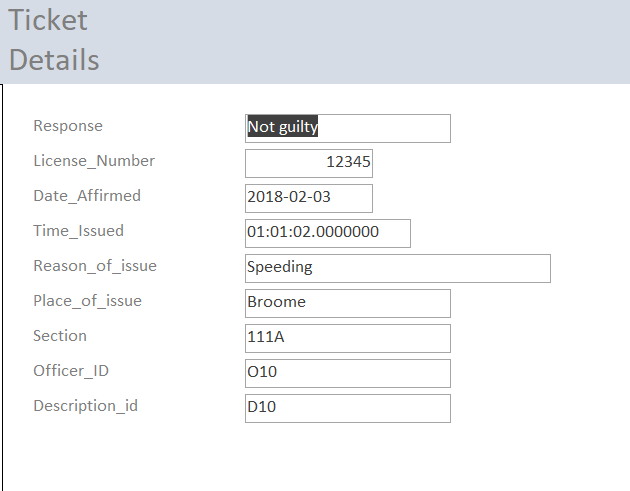 Ticket
Details
Response Not guilty
License_Number 12345
Date_Affirmed 2018-02-03
Time_Issued 01:01:02.0000000
Reason_of_issue Speeding
Place_of_issue Broome
Section 111A
Officer_ID O10
Description_id D10